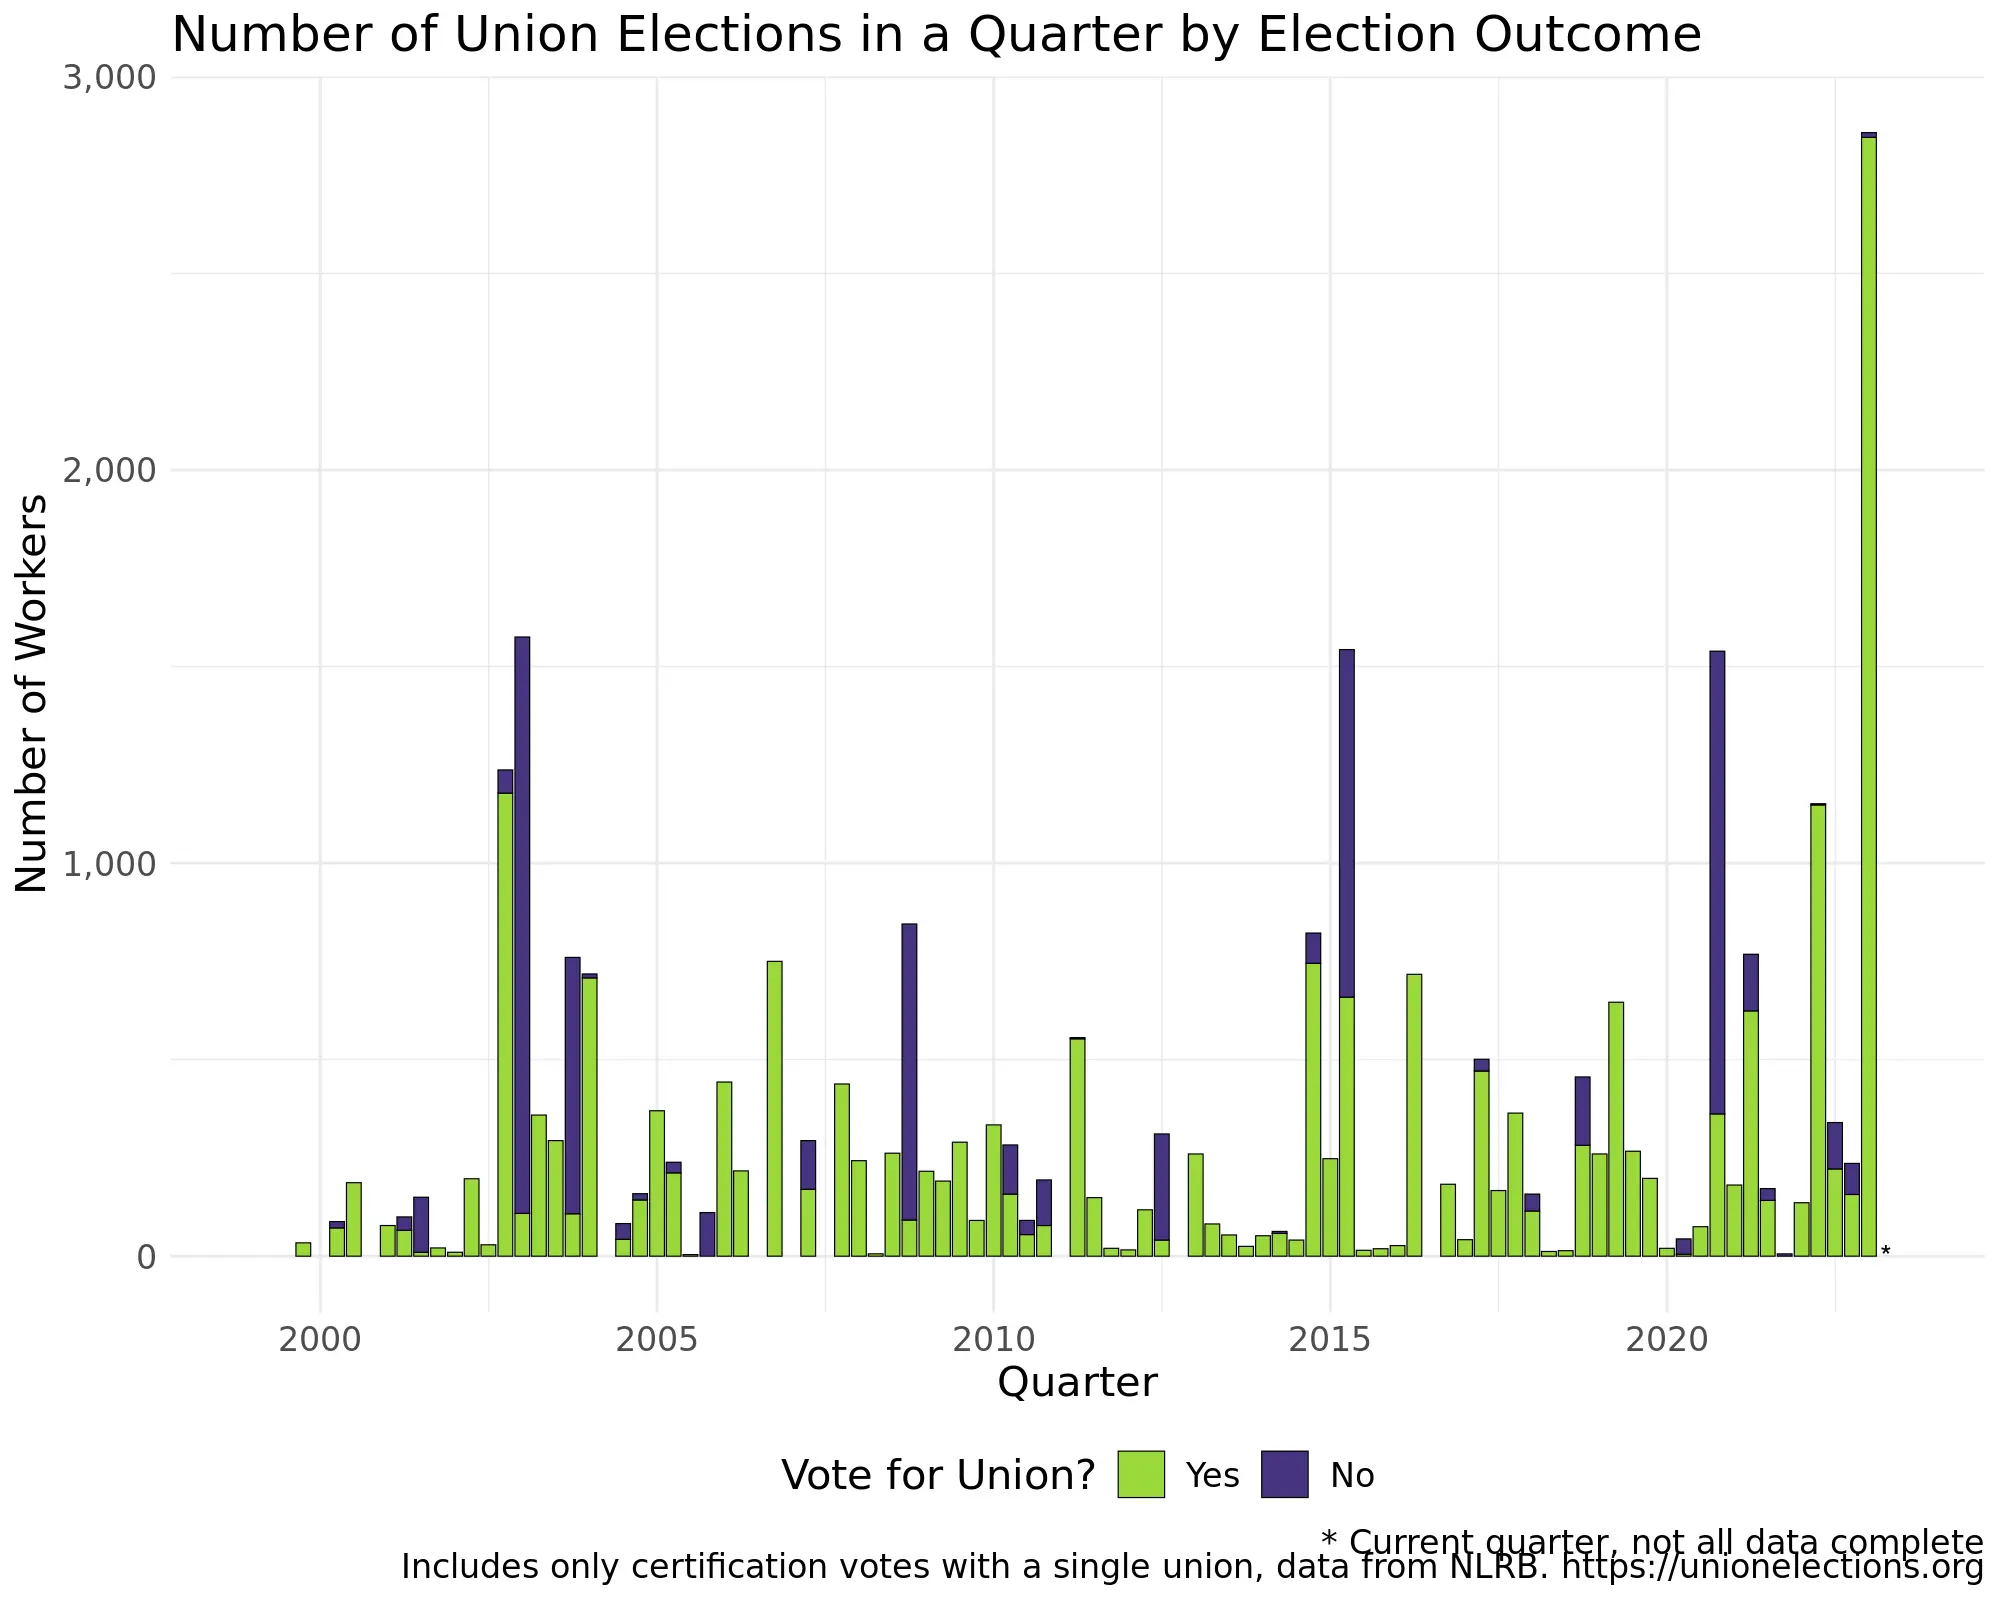 Number of Union Elections in a Quarter by Election Outcome
3,000
2,000
1,000
0
Number of Workers
*
2000 2005 2010 2015 2020
Quarter
Vote for Union? Yes No
* Current quarter, not all data complete
Includes only certification votes with a single union, data from NLRB. https://unionelections.org